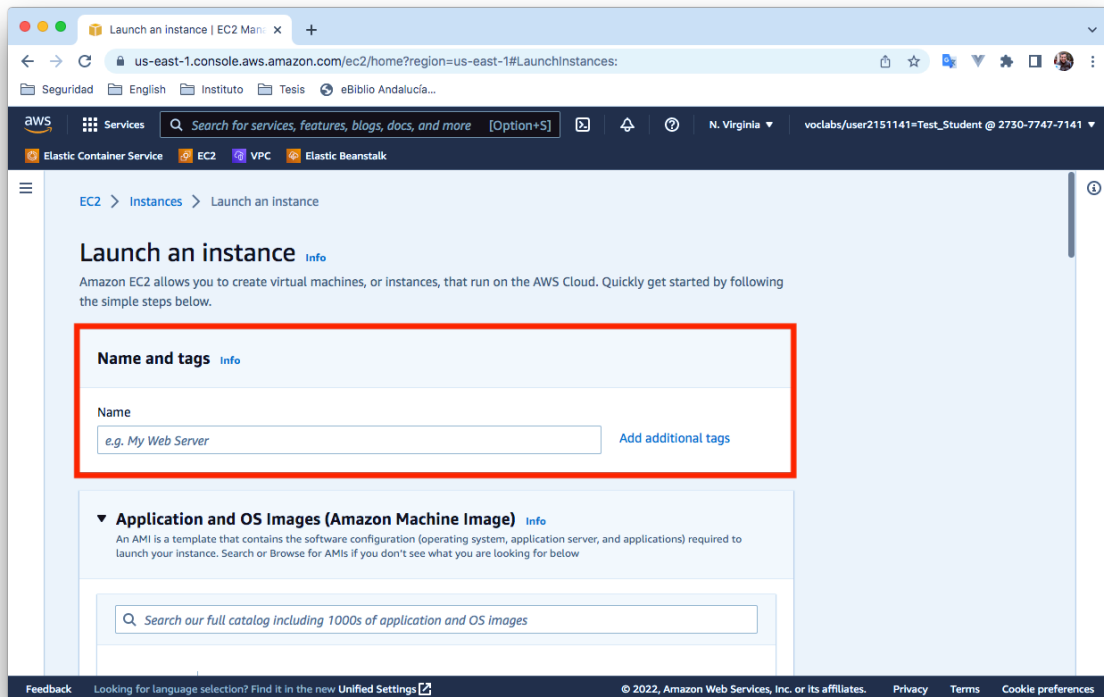 Launch an instance | EC2 Mana
us-east-1.console.aws.amazon.com/ec2/home?region=us-east-1#LaunchInstances:
Seguridad English Instituto Tesis eBiblio Andalucía...
aws Services Search for services, features, blogs, docs, and more [Option+S] N. Virginia voclabs/user2151141=Test_Student @ 2730-7747-7141
Elastic Container Service EC2 VPC Elastic Beanstalk
EC2 > Instances > Launch an instance
Launch an instance Info
Amazon EC2 allows you to create virtual machines, or instances, that run on the AWS Cloud. Quickly get started by following
the simple steps below.
Name and tags Info
Name
e.g. My Web Server Add additional tags
Application and OS Images (Amazon Machine Image) Info
An AMI is a template that contains the software configuration (operating system, application server, and applications) required to
launch your instance. Search or Browse for AMIs if you don't see what you are looking for below
Search our full catalog including 1000s of application and OS images
Feedback Looking for language selection? Find it in the new Unified Settings © 2022, Amazon Web Services, Inc. or its affiliates. Privacy Terms Cookie preferences